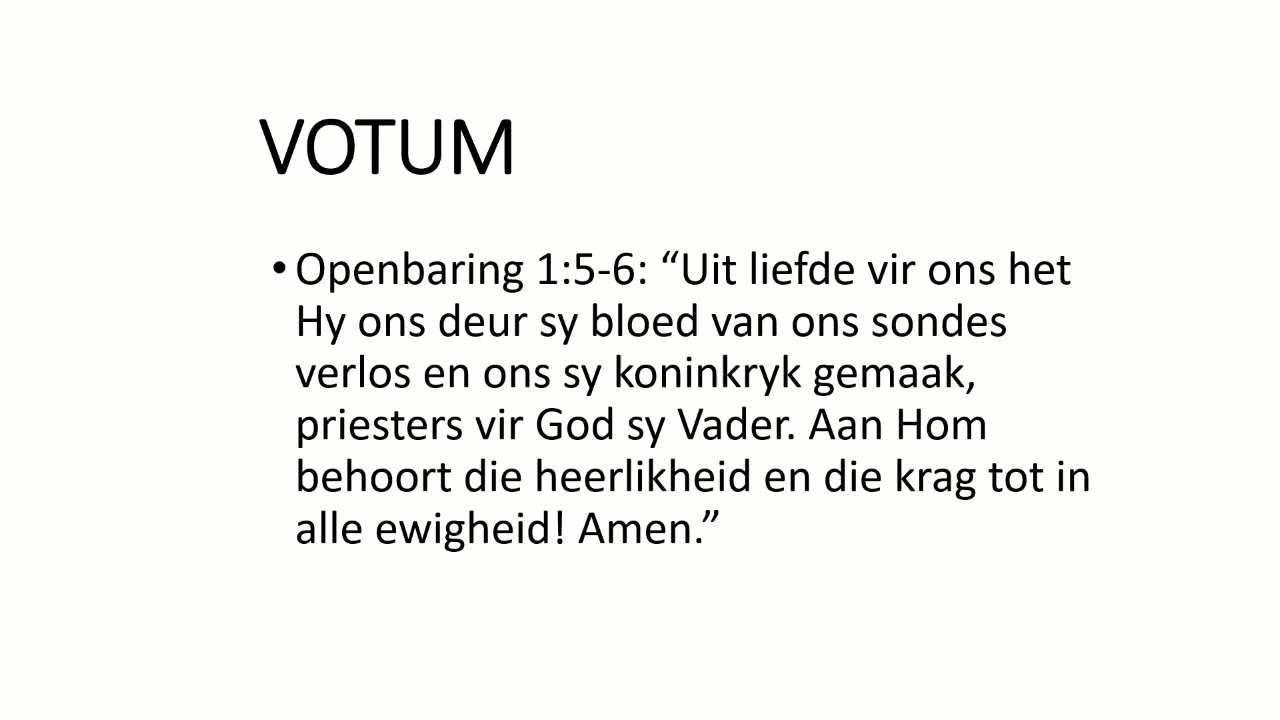 VOTUM
• Openbaring 1:5-6: “Uit liefde vir ons het
Hy ons deur sy bloed van ons sondes
verlos en ons sy koninkryk gemaak,
priesters vir God sy Vader. Aan Hom
behoort die heerlikheid en die krag tot in
alle ewigheid! Amen.”